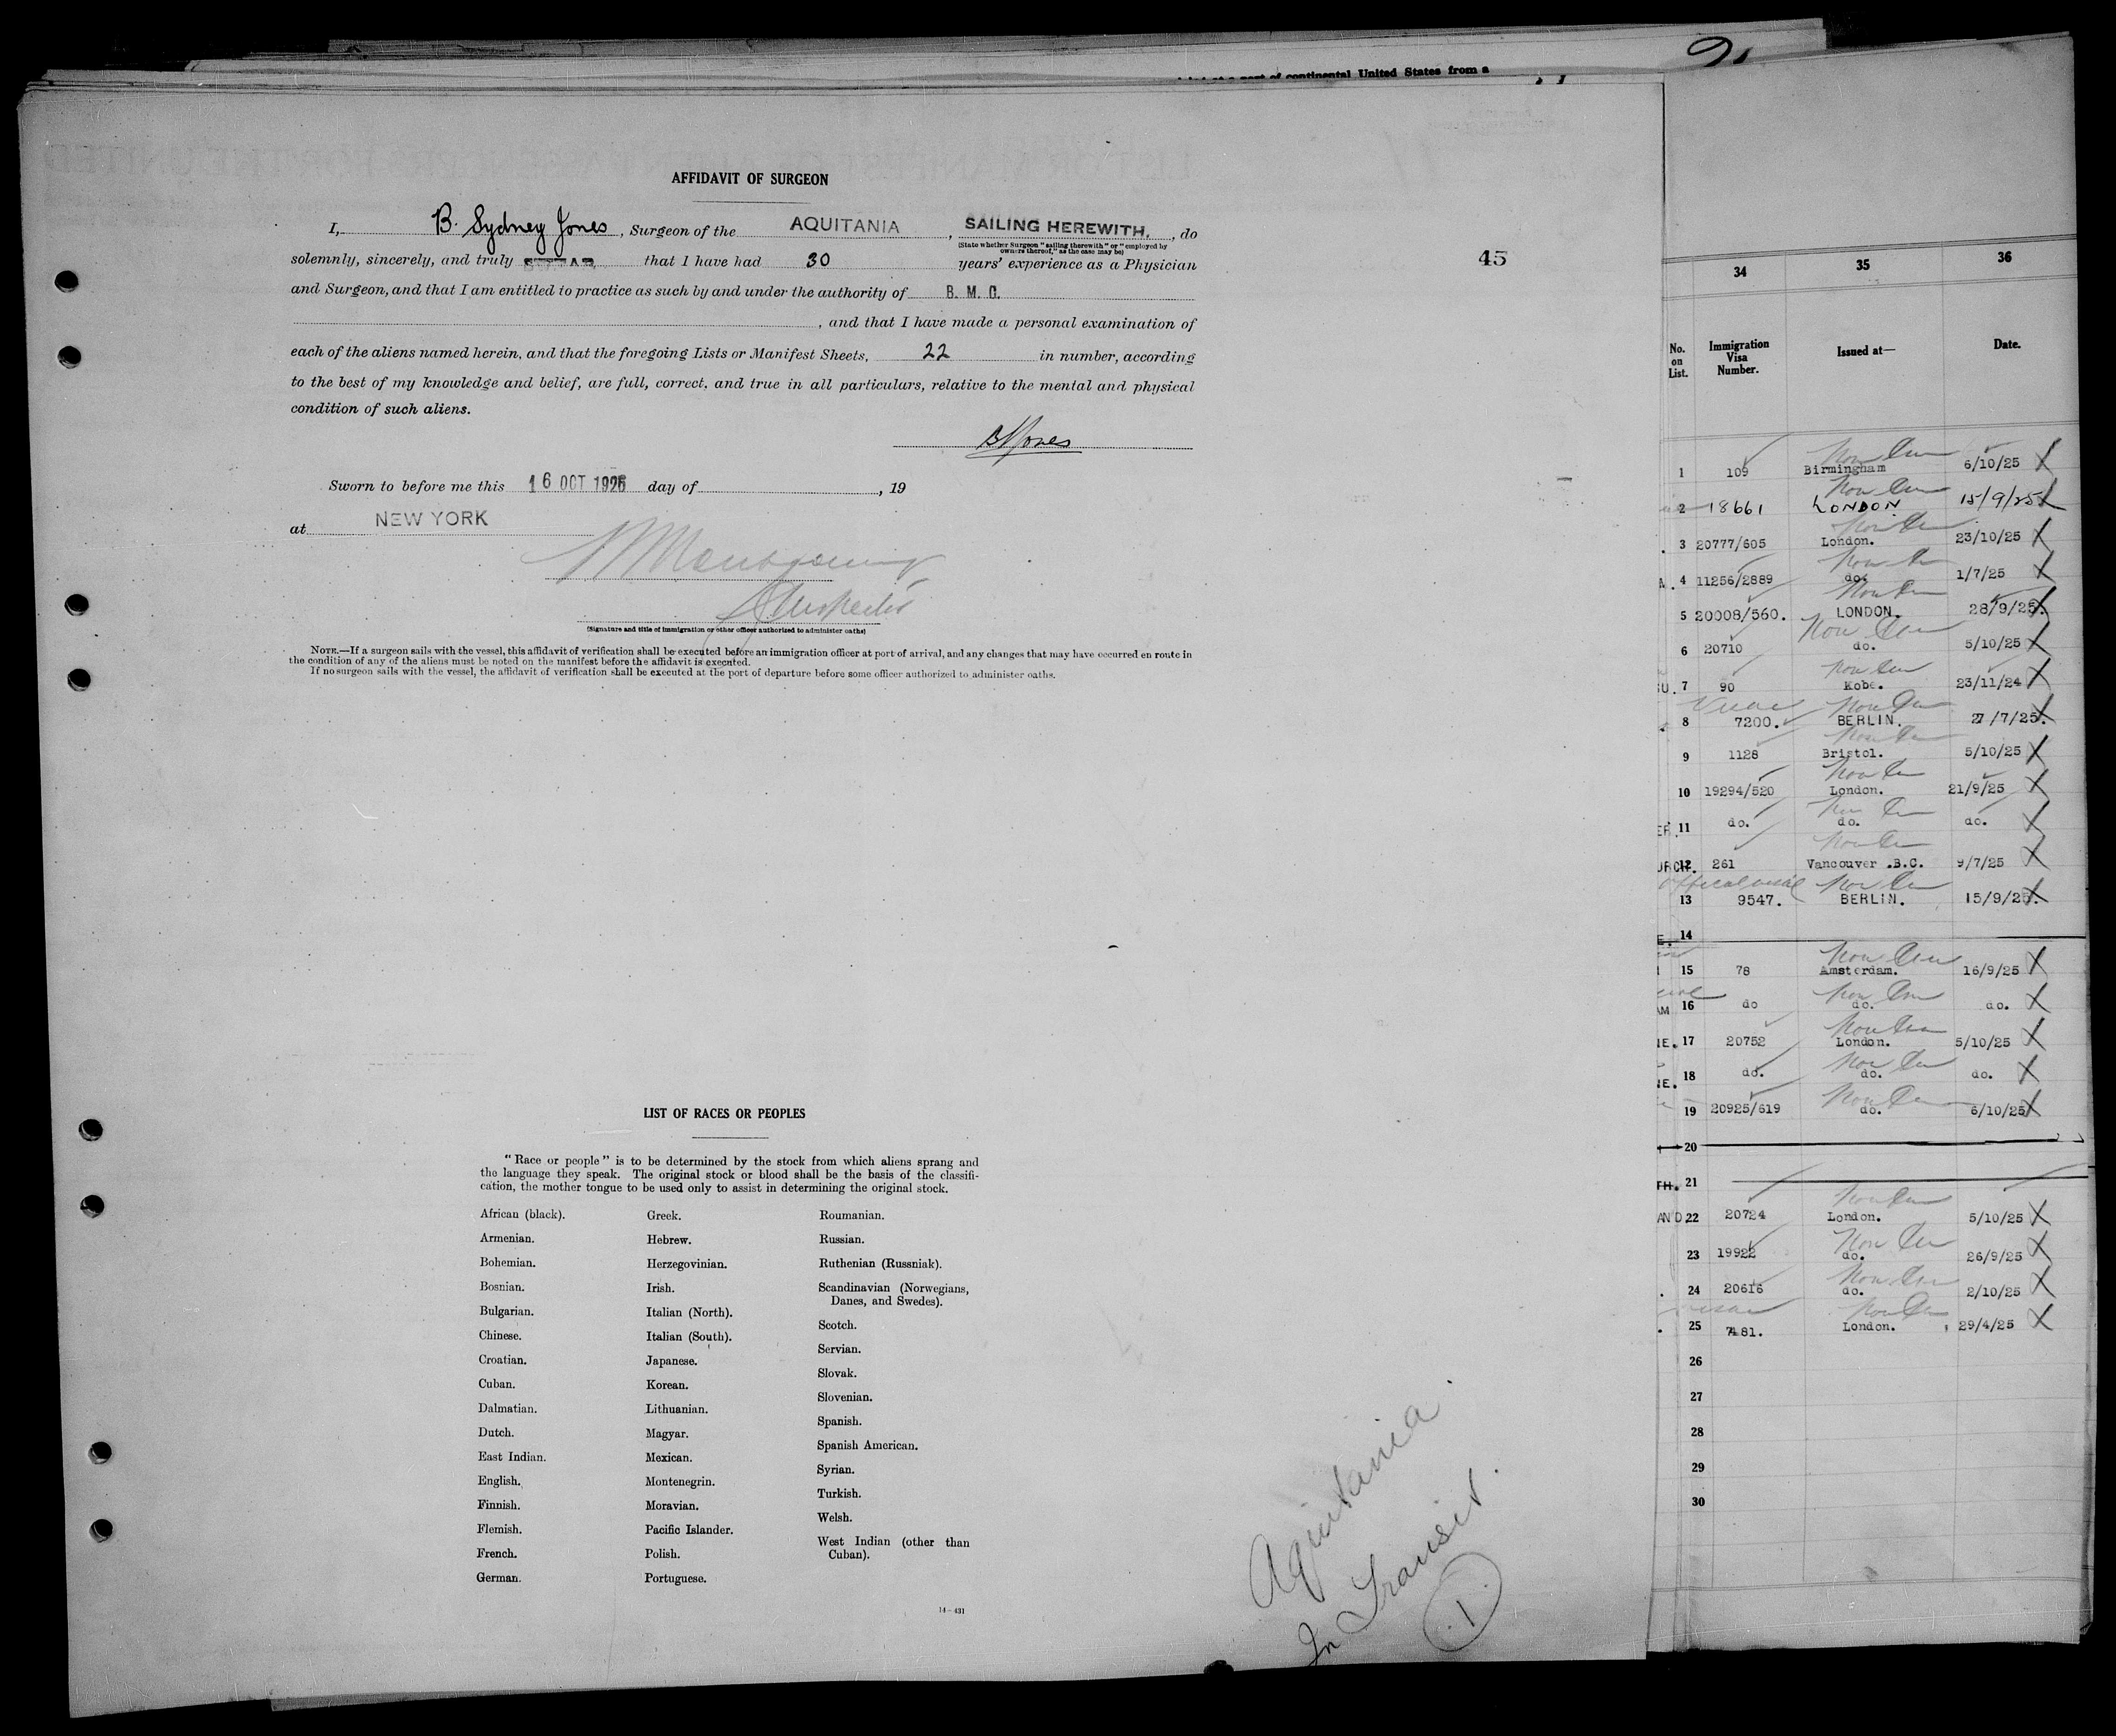 of continental United States from a
AFFIDAVIT OF SURGEON
I, B. Sydney Jones, Surgeon of the AQUITANIA, SAILING HEREWITH, do
(State whether Surgeon "sailing therewith" or "employed by
owners thereof," as the case may be)
solemnly, sincerely, and truly that I have had 30 years' experience as a Physician
and Surgeon, and that I am entitled to practice as such by and under the authority of B. M. C.
, and that I have made a personal examination of
each of the aliens named herein, and that the foregoing Lists or Manifest Sheets, 22 in number, according
to the best of my knowledge and belief, are full, correct, and true in all particulars, relative to the mental and physical
condition of such aliens.
BSJones
Sworn to before me this 16 OCT 1925 day of , 19
at NEW YORK
Inspector
(Signature and title of immigration or other officer authorized to administer oaths)
NOTE.—If a surgeon sails with the vessel, this affidavit of verification shall be executed before an immigration officer at port of arrival, and any changes that may have occurred en route in
the condition of any of the aliens must be noted on the manifest before the affidavit is executed.
If no surgeon sails with the vessel, the affidavit of verification shall be executed at the port of departure before some officer authorized to administer oaths.
45
LIST OF RACES OR PEOPLES
"Race or people" is to be determined by the stock from which aliens sprang and
the language they speak. The original stock or blood shall be the basis of the classifi-
cation, the mother tongue to be used only to assist in determining the original stock.
African (black).
Armenian.
Bohemian.
Bosnian.
Bulgarian.
Chinese.
Croatian.
Cuban.
Dalmatian.
Dutch.
East Indian.
English.
Finnish.
Flemish.
French.
German.
Greek.
Hebrew.
Herzegovinian.
Irish.
Italian (North).
Italian (South).
Japanese.
Korean.
Lithuanian.
Magyar.
Mexican.
Montenegrin.
Moravian.
Pacific Islander.
Polish.
Portuguese.
Roumanian.
Russian.
Ruthenian (Russniak).
Scandinavian (Norwegians,
Danes, and Swedes).
Scotch.
Servian.
Slovak.
Slovenian.
Spanish.
Spanish American.
Syrian.
Turkish.
Welsh.
West Indian (other than
Cuban).
14-431
Aquitania
In Transit.
1
34 35 36
No. on List. Immigration Visa Number. Issued at— Date.
1 109 Birmingham 6/10/25
2 18661 LONDON 15/9/25
3 20777/605 London. 23/10/25
4 11256/2889 do. 1/7/25
5 20008/560. LONDON. 28/9/25.
6 20710 do. 5/10/25
7 90 Kobe. 23/11/24
8 7200. BERLIN. 27/7/25.
9 1128 Bristol. 5/10/25
10 19294/520 London. 21/9/25
11 do. do. do.
12 261 Vancouver .B.C. 9/7/25
13 9547. BERLIN. 15/9/25.
14
15 78 Amsterdam. 16/9/25
16 do do. do.
17 20752 London. 5/10/25
18 do. do. do.
19 20925/619 do. 6/10/25
20
21
22 20724 London. 5/10/25
23 19922 do. 26/9/25
24 20616 do. 2/10/25
25 7481. London. 29/4/25
26
27
28
29
30